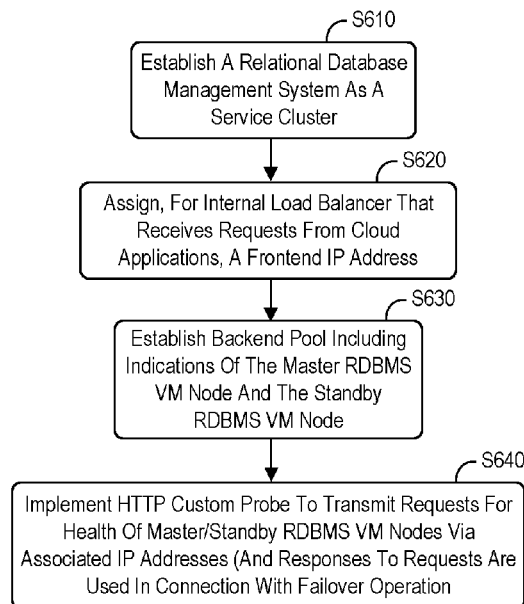 S610
Establish A Relational Database
Management System As A
Service Cluster
S620
Assign, For Internal Load Balancer That
Receives Requests From Cloud
Applications, A Frontend IP Address
S630
Establish Backend Pool Including
Indications Of The Master RDBMS
VM Node And The Standby
RDBMS VM Node
S640
Implement HTTP Custom Probe To Transmit Requests For
Health Of Master/Standby RDBMS VM Nodes Via
Associated IP Addresses (And Responses To Requests Are
Used In Connection With Failover Operation